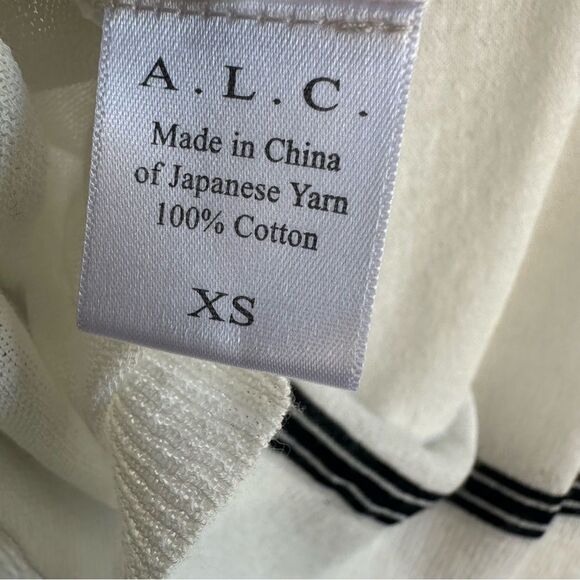 A.L.C.
Made in China
of Japanese Yarn
100% Cotton
XS